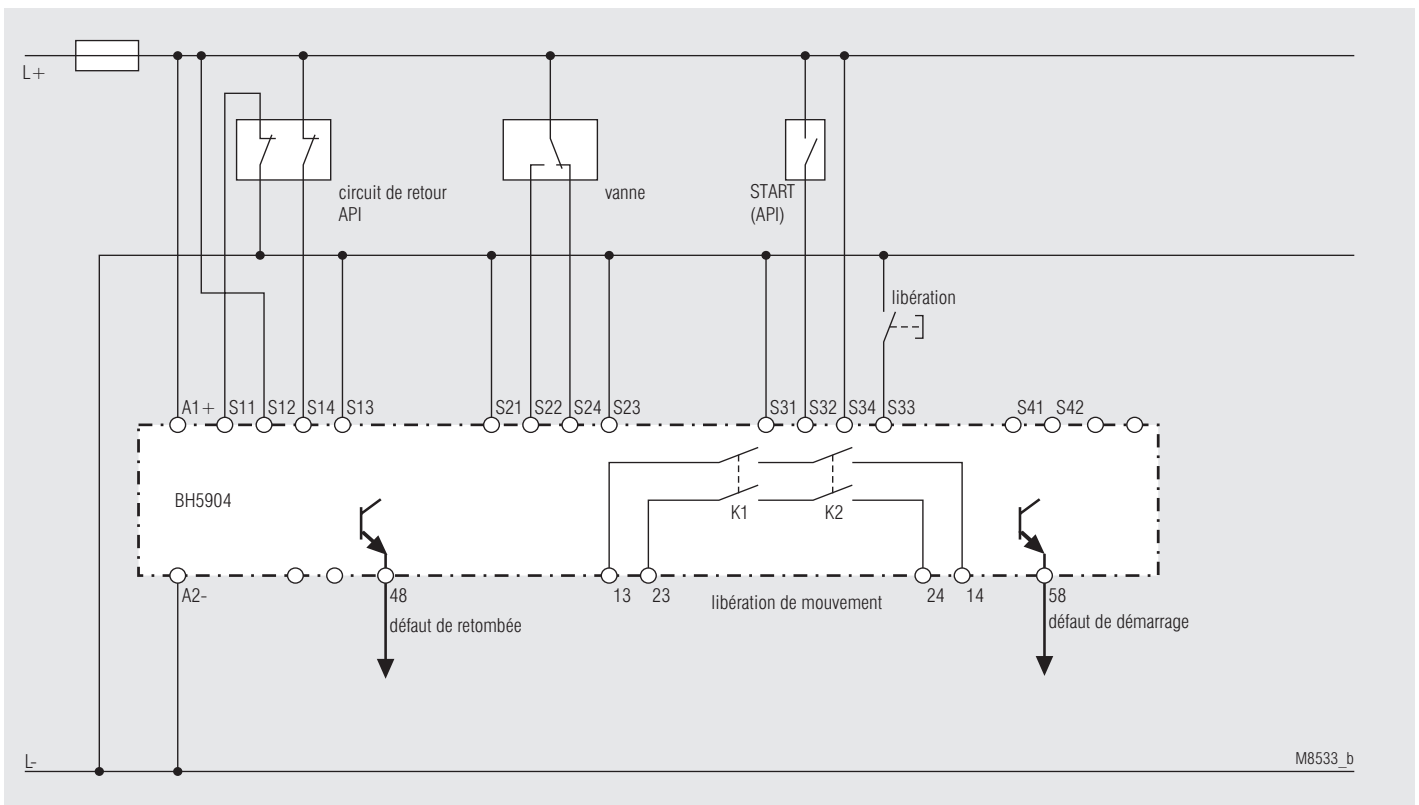 L+
circuit de retour
API
vanne
START
(API)
libération
A1+ S11 S12 S14 S13 S21 S22 S24 S23 S31 S32 S34 S33 S41 S42
BH5904
K1 K2
A2- 48 13 23 libération de mouvement 24 14 58
défaut de retombée
défaut de démarrage
L-
M8533_b